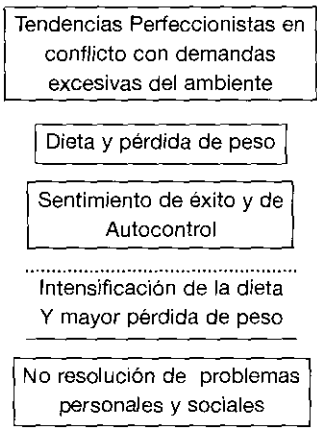 Tendencias Perfeccionistas en
conflicto con demandas
excesivas del ambiente
Dieta y pérdida de peso
Sentimiento de éxito y de
Autocontrol
Intensificación de la dieta
Y mayor pérdida de peso
No resolución de problemas
personales y sociales